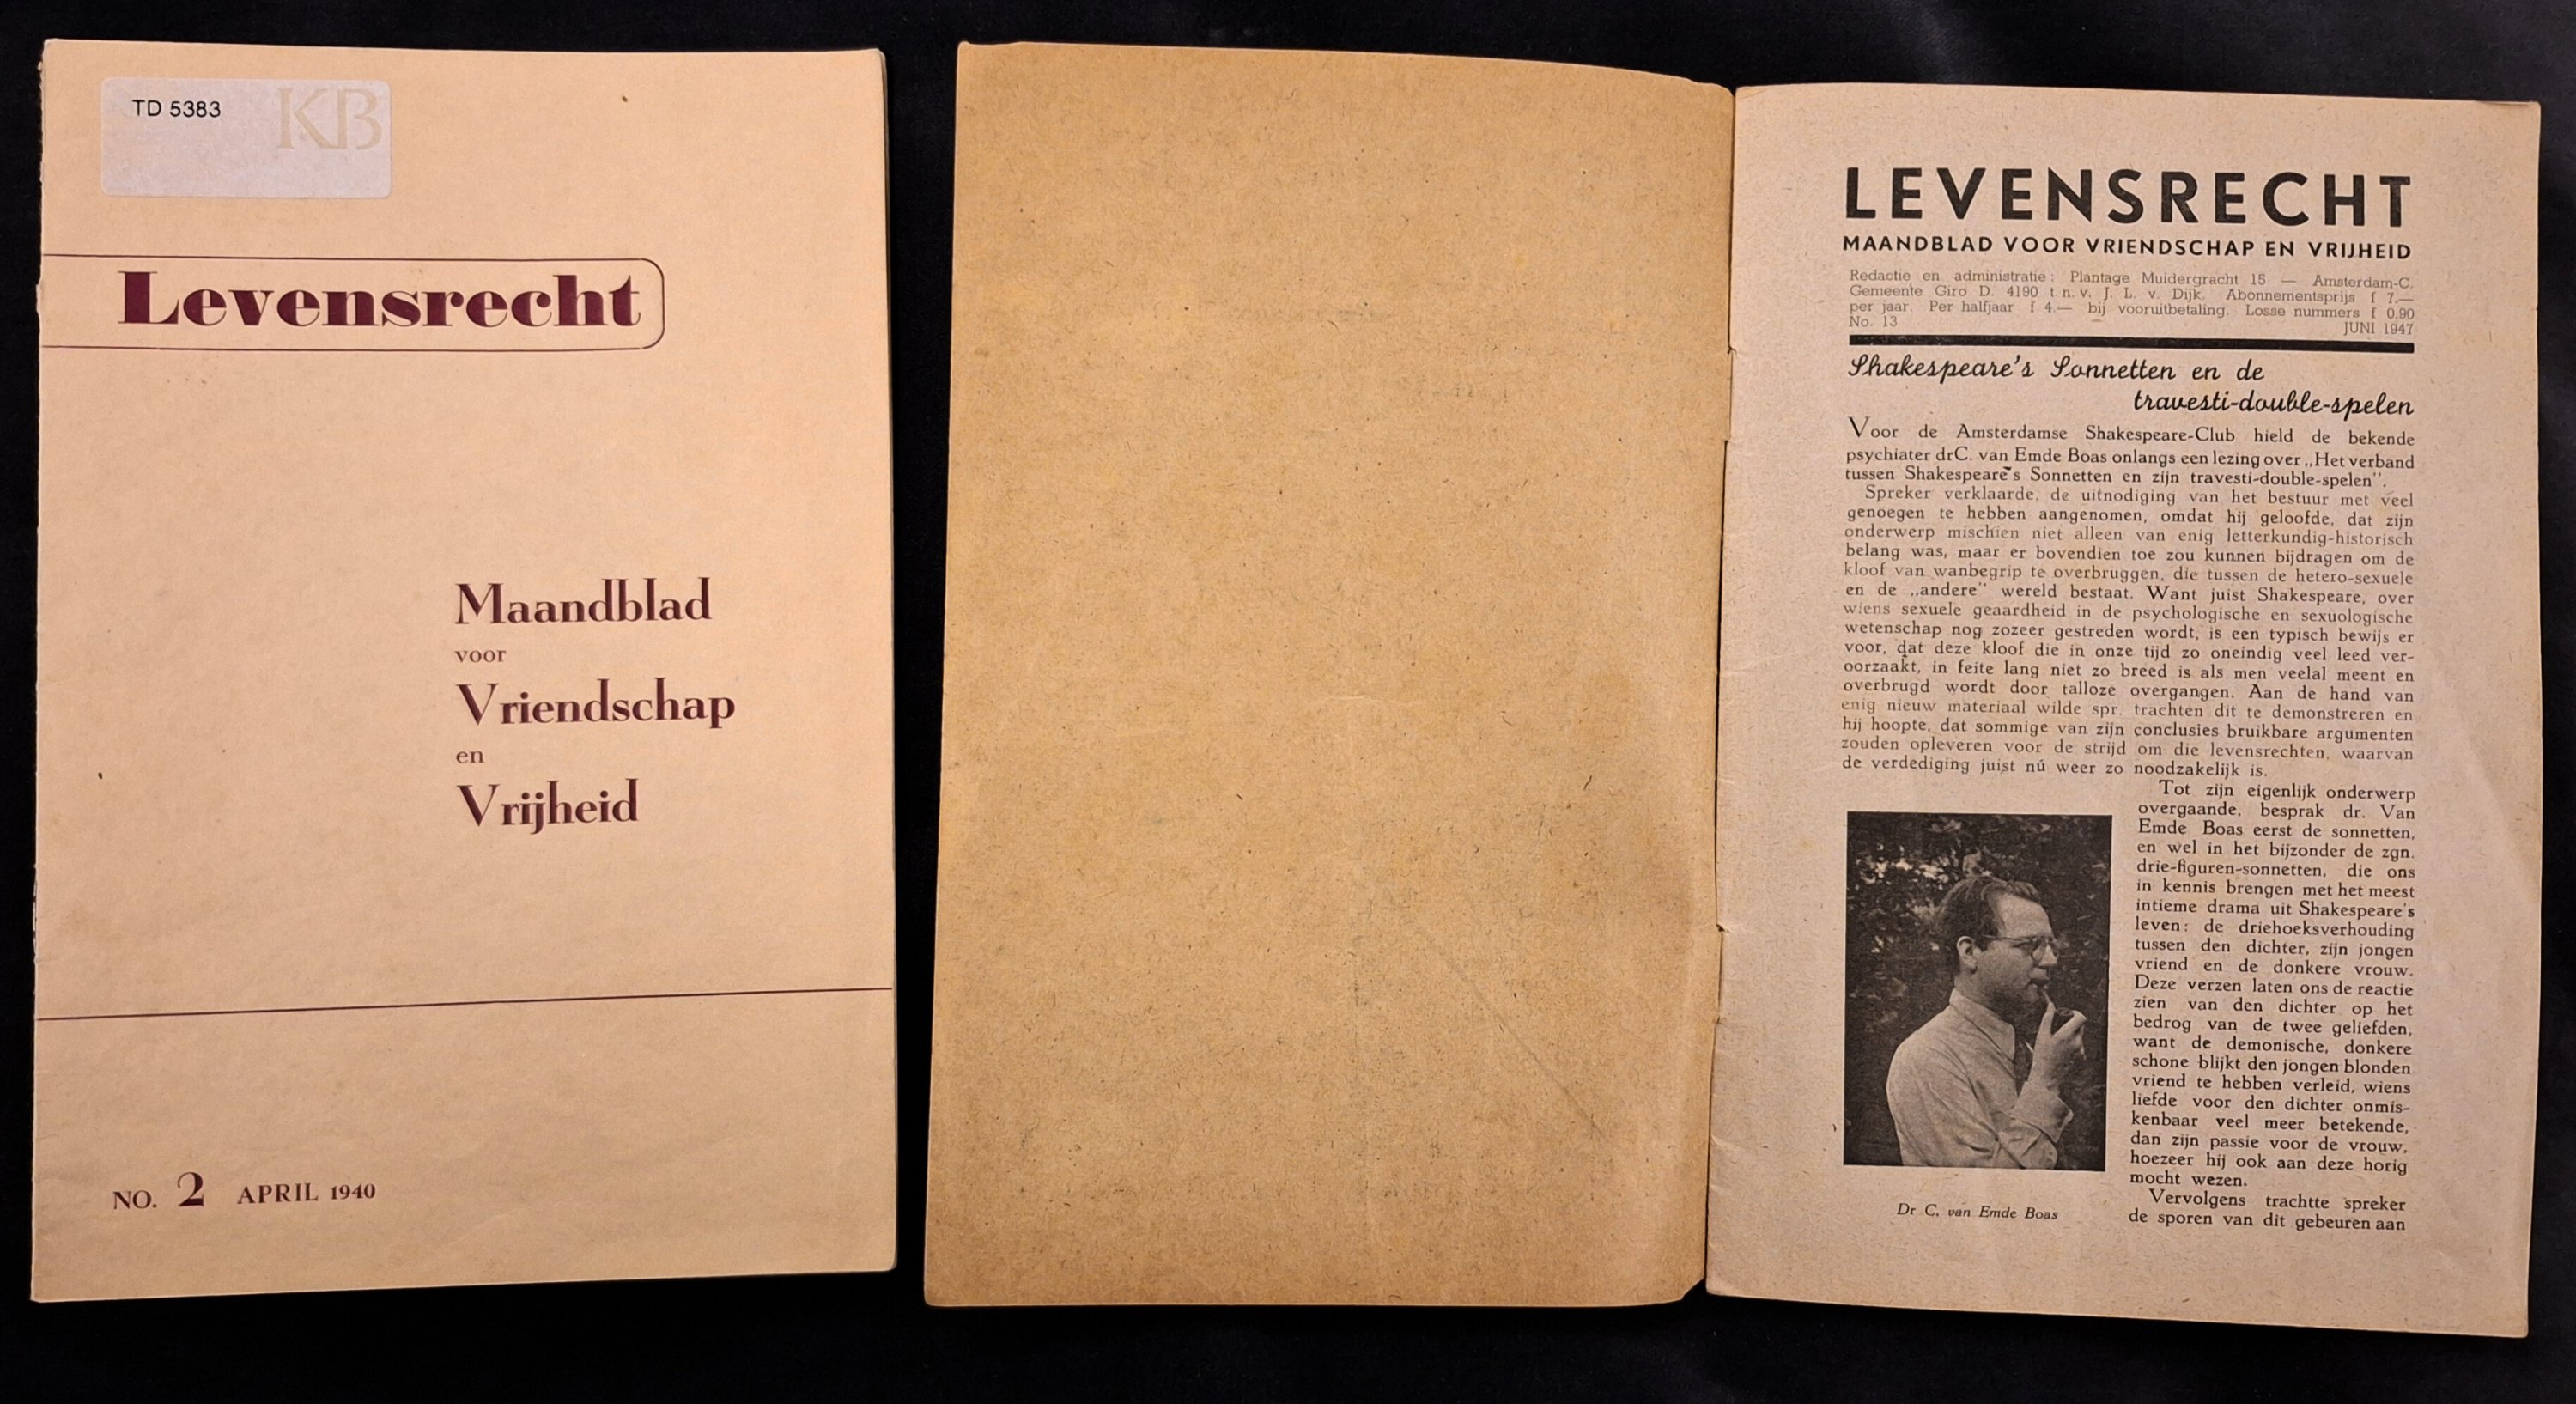 TD 5383 KB
Levensrecht
Maandblad
voor
Vriendschap
en
Vrijheid
NO. 2 APRIL 1940
LEVENSRECHT
MAANDBLAD VOOR VRIENDSCHAP EN VRIJHEID
Redactie en administratie: Plantage Muidergracht 15 — Amsterdam-C.
Gemeente Giro D. 4190 t. n. v. J. L. v. Dijk. Abonnementsprijs f 7.—
per jaar. Per halfjaar f 4.— bij vooruitbetaling. Losse nummers f 0.90
No. 13 JUNI 1947
Shakespeare's Sonnetten en de
travesti-double-spelen
Voor de Amsterdamse Shakespeare-Club hield de bekende
psychiater drC. van Emde Boas onlangs een lezing over „Het verband
tussen Shakespeare's Sonnetten en zijn travesti-double-spelen”.
Spreker verklaarde, de uitnodiging van het bestuur met veel
genoegen te hebben aangenomen, omdat hij geloofde, dat zijn
onderwerp mischien niet alleen van enig letterkundig-historisch
belang was, maar er bovendien toe zou kunnen bijdragen om de
kloof van wanbegrip te overbruggen, die tussen de hetero-sexuele
en de „andere” wereld bestaat. Want juist Shakespeare, over
wiens sexuele geaardheid in de psychologische en sexuologische
wetenschap nog zozeer gestreden wordt, is een typisch bewijs er
voor, dat deze kloof die in onze tijd zo oneindig veel leed ver-
oorzaakt, in feite lang niet zo breed is als men veelal meent en
overbrugd wordt door talloze overgangen. Aan de hand van
enig nieuw materiaal wilde spr. trachten dit te demonstreren en
hij hoopte, dat sommige van zijn conclusies bruikbare argumenten
zouden opleveren voor de strijd om die levensrechten, waarvan
de verdediging juist nú weer zo noodzakelijk is.
Tot zijn eigenlijk onderwerp
overgaande, besprak dr. Van
Emde Boas eerst de sonnetten,
en wel in het bijzonder de zgn.
drie-figuren-sonnetten, die ons
in kennis brengen met het meest
intieme drama uit Shakespeare's
leven: de driehoeksverhouding
tussen den dichter, zijn jongen
vriend en de donkere vrouw.
Deze verzen laten ons de reactie
zien van den dichter op het
bedrog van de twee geliefden,
want de demonische, donkere
schone blijkt den jongen blonden
vriend te hebben verleid, wiens
liefde voor den dichter onmis-
kenbaar veel meer betekende,
dan zijn passie voor de vrouw,
hoezeer hij ook aan deze horig
mocht wezen.
Vervolgens trachtte spreker
de sporen van dit gebeuren aan
Dr C. van Emde Boas